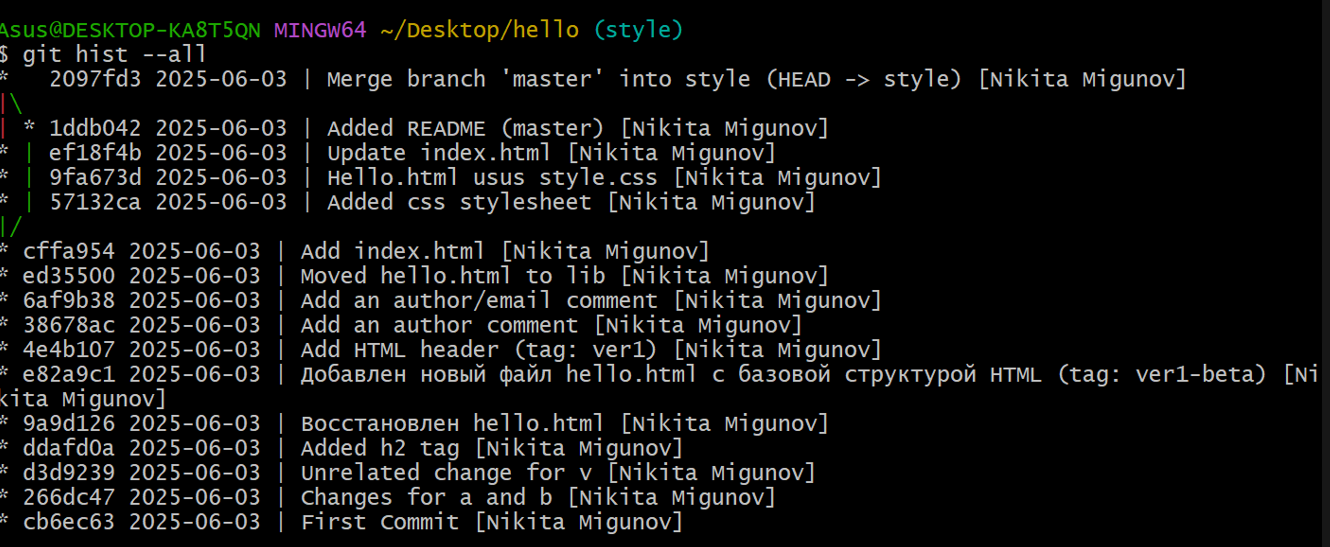 Asus@DESKTOP-KA8T5QN MINGW64 ~/Desktop/hello (style)
$ git hist --all
*   2097fd3 2025-06-03 | Merge branch 'master' into style (HEAD -> style) [Nikita Migunov]
|\
| * 1ddb042 2025-06-03 | Added README (master) [Nikita Migunov]
* | ef18f4b 2025-06-03 | Update index.html [Nikita Migunov]
* | 9fa673d 2025-06-03 | Hello.html usus style.css [Nikita Migunov]
* | 57132ca 2025-06-03 | Added css stylesheet [Nikita Migunov]
|/
* cffa954 2025-06-03 | Add index.html [Nikita Migunov]
* ed35500 2025-06-03 | Moved hello.html to lib [Nikita Migunov]
* 6af9b38 2025-06-03 | Add an author/email comment [Nikita Migunov]
* 38678ac 2025-06-03 | Add an author comment [Nikita Migunov]
* 4e4b107 2025-06-03 | Add HTML header (tag: ver1) [Nikita Migunov]
* e82a9c1 2025-06-03 | Добавлен новый файл hello.html с базовой структурой HTML (tag: ver1-beta) [Ni
kita Migunov]
* 9a9d126 2025-06-03 | Восстановлен hello.html [Nikita Migunov]
* ddafd0a 2025-06-03 | Added h2 tag [Nikita Migunov]
* d3d9239 2025-06-03 | Unrelated change for v [Nikita Migunov]
* 266dc47 2025-06-03 | Changes for a and b [Nikita Migunov]
* cb6ec63 2025-06-03 | First Commit [Nikita Migunov]